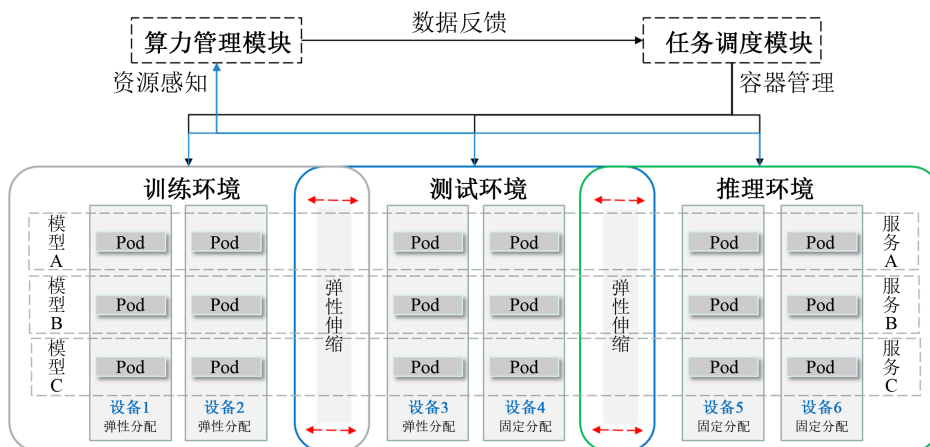 数据反馈
算力管理模块
任务调度模块
资源感知
容器管理
训练环境
测试环境
推理环境
模型A
Pod
Pod
Pod
Pod
Pod
Pod
服务A
模型B
Pod
Pod
弹性伸缩
Pod
Pod
弹性伸缩
Pod
Pod
服务B
模型C
Pod
Pod
Pod
Pod
Pod
Pod
服务C
设备1
设备2
设备3
设备4
设备5
设备6
弹性分配
弹性分配
弹性分配
固定分配
固定分配
固定分配